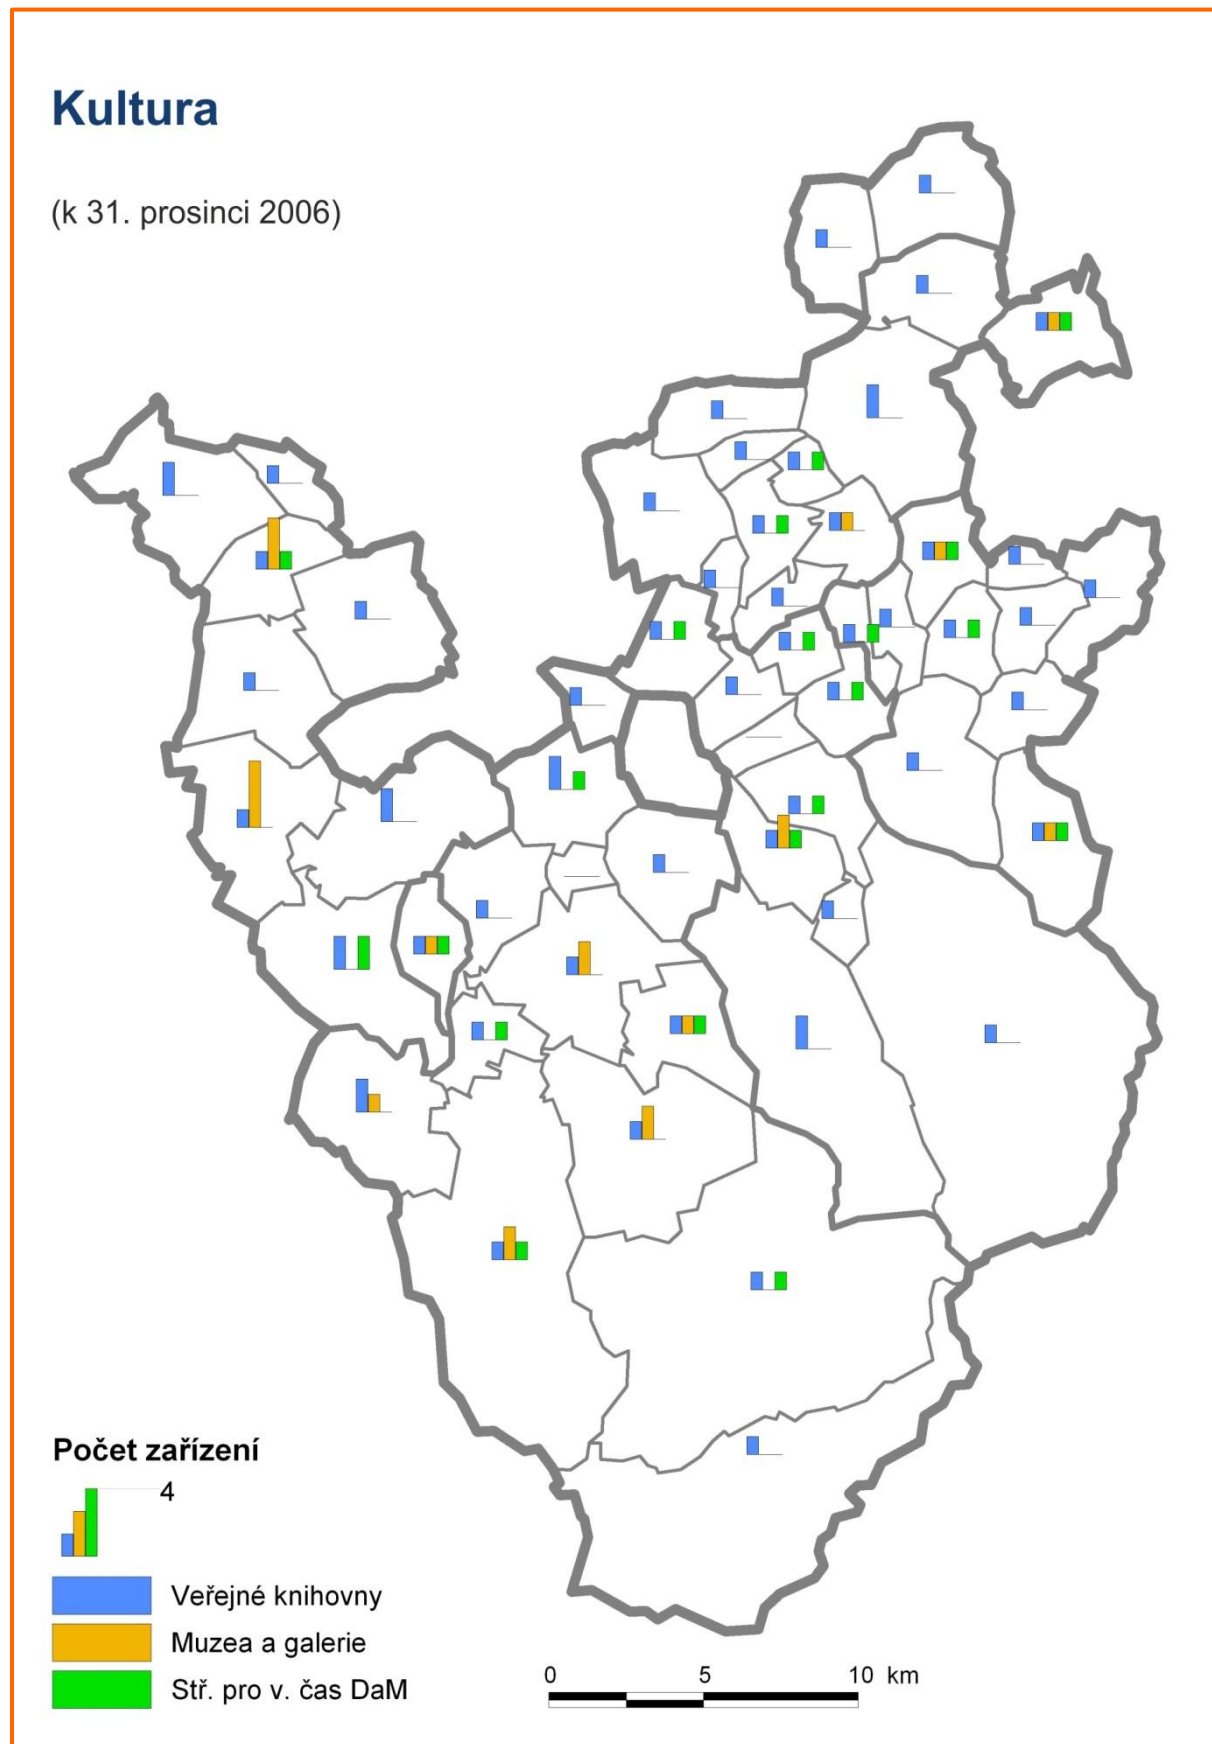 Kultura
(k 31. prosinci 2006)
Počet zařízení
4
Veřejné knihovny
Muzea a galerie
Stř. pro v. čas DaM
0 5 10 km